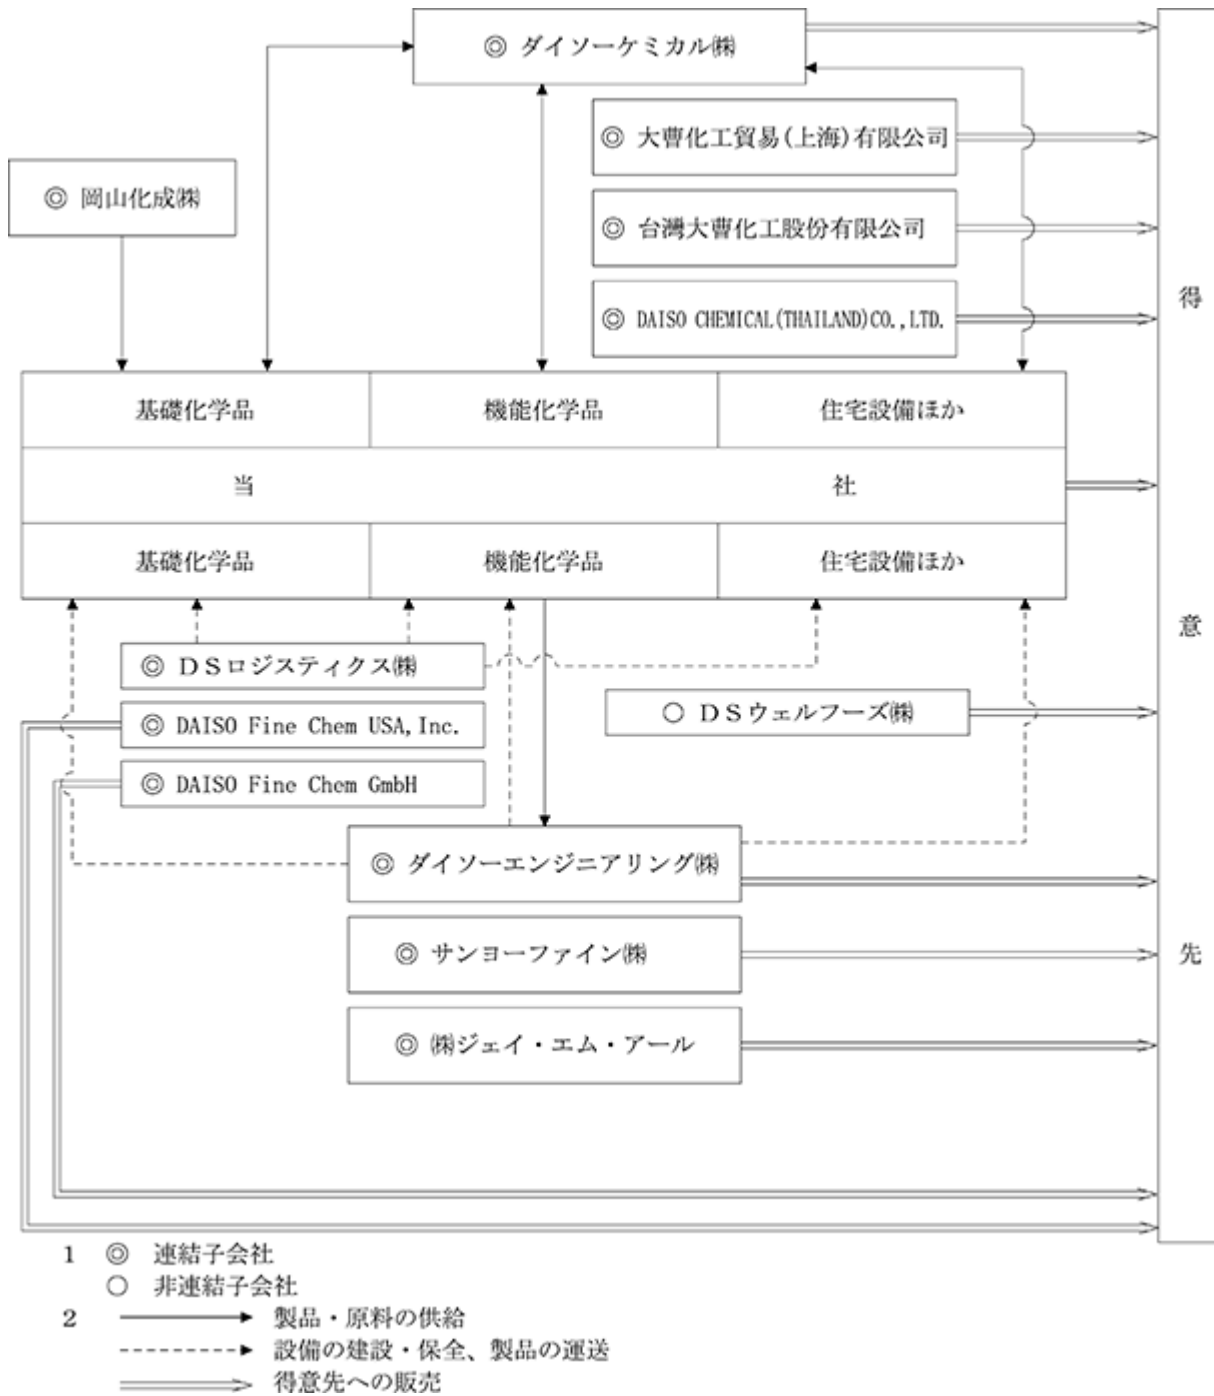 ◎ ダイソーケミカル㈱
◎ 大曹化工貿易(上海)有限公司
◎ 岡山化成㈱
◎ 台灣大曹化工股份有限公司
◎ DAISO CHEMICAL(THAILAND)CO.,LTD.
得意先
基礎化学品 機能化学品 住宅設備ほか
当社
基礎化学品 機能化学品 住宅設備ほか
◎ DSロジスティクス㈱
◎ DAISO Fine Chem USA,Inc.
○ DSウェルフーズ㈱
◎ DAISO Fine Chem GmbH
◎ ダイソーエンジニアリング㈱
◎ サンヨーファイン㈱
◎ ㈱ジェイ・エム・アール
1 ◎ 連結子会社
○ 非連結子会社
2 製品・原料の供給
設備の建設・保全、製品の運送
得意先への販売